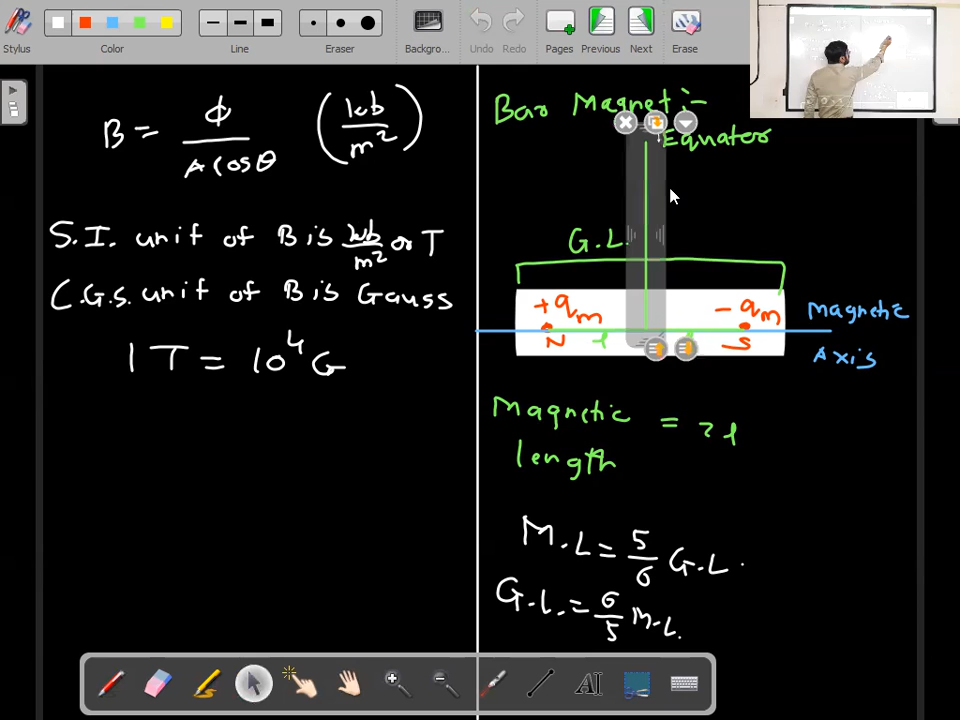 Stylus
Color
Line
Eraser
Backgro...
Undo
Redo
Pages
Previous
Next
Erase
B = φ / A Cosθ (wb/m²)
S.I. unit of B is wb/m² or T
C.G.S. unit of B is Gauss
1 T = 10⁴ G
Bar Magnet :-
Equator
G.L.
+qm
-qm
N
l
S
Magnetic
Axis
Magnetic
length = 2l
M.L = 5/6 G.L.
G.L. = 6/5 M.L.
AI